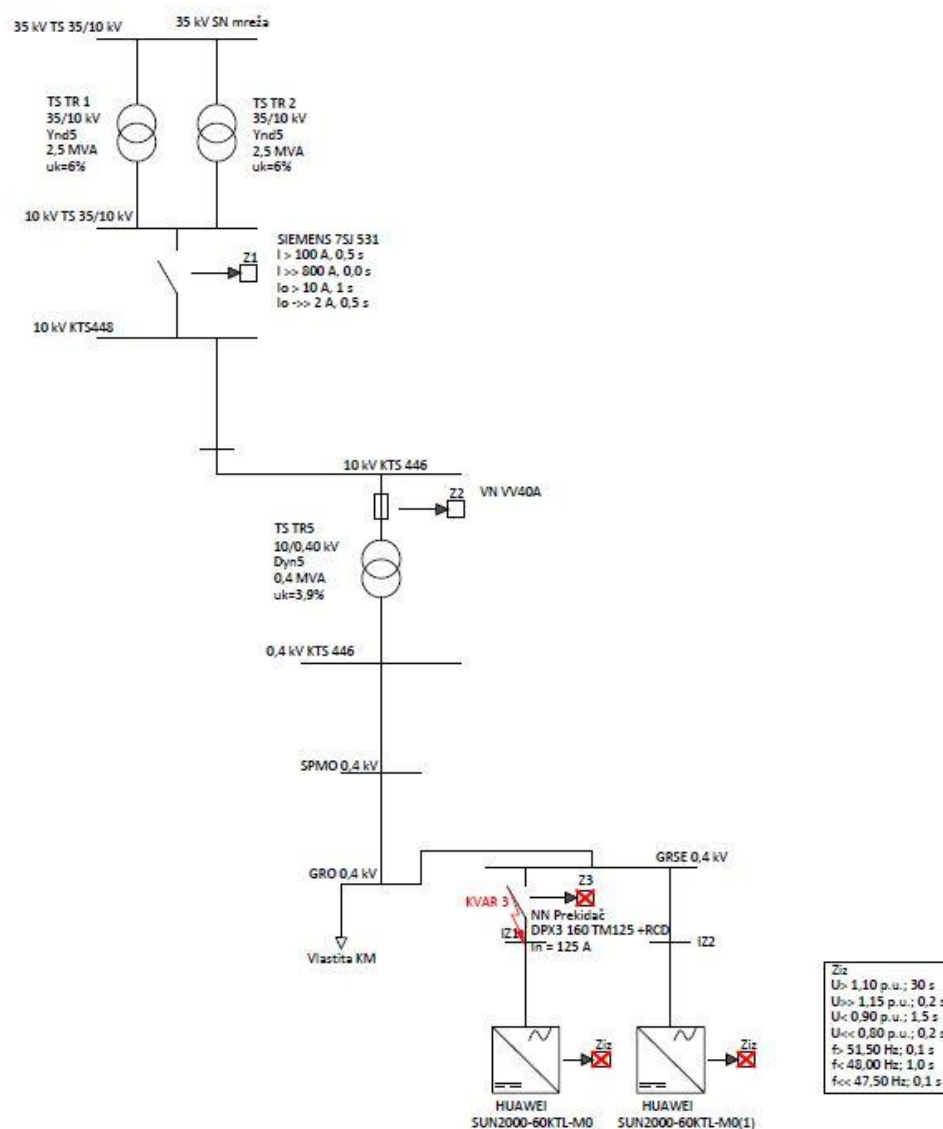 35 kV TS 35/10 kV
35 kV SN mreža
TS TR 1
35/10 kV
Ynd5
2,5 MVA
uk=6%
TS TR 2
35/10 kV
Ynd5
2,5 MVA
uk=6%
10 kV TS 35/10 kV
Z1
SIEMENS 7SJ 531
I > 100 A, 0,5 s
I >> 800 A, 0,0 s
Io > 10 A, 1 s
Io ->> 2 A, 0,5 s
10 kV KTS448
10 kV KTS 446
Z2
VN VV40A
TS TR5
10/0,40 kV
Dyn5
0,4 MVA
uk=3,9%
0,4 kV KTS 446
SPMO 0,4 kV
GRO 0,4 kV
Vlastita KM
GRSE 0,4 kV
Z3
KVAR 3
NN Prekidač
DPX3 160 TM125 +RCD
In = 125 A
IZ1
IZ2
Ziz
Ziz
HUAWEI
SUN2000-60KTL-M0
HUAWEI
SUN2000-60KTL-M0(1)
Ziz
U> 1,10 p.u.; 30 s
U>> 1,15 p.u.; 0,2 s
U< 0,90 p.u.; 1,5 s
U<< 0,80 p.u.; 0,2 s
f> 51,50 Hz; 0,1 s
f< 48,00 Hz; 1,0 s
f<< 47,50 Hz; 0,1 s